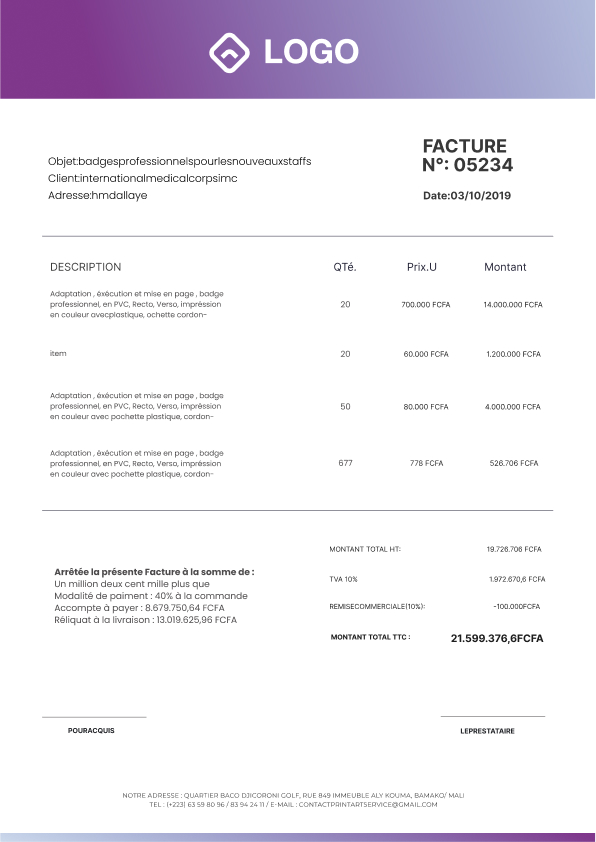 LOGO
FACTURE
N°: 05234
Objet:badgesprofessionnelspourlesnouveauxstaffs
Client:internationalmedicalcorpsimc
Adresse:hmdallaye
Date:03/10/2019
DESCRIPTION QTé. Prix.U Montant
Adaptation , éxécution et mise en page , badge
professionnel, en PVC, Recto, Verso, impréssion 20 700.000 FCFA 14.000.000 FCFA
en couleur avecplastique, ochette cordon-
item 20 60.000 FCFA 1.200.000 FCFA
Adaptation , éxécution et mise en page , badge
professionnel, en PVC, Recto, Verso, impréssion 50 80.000 FCFA 4.000.000 FCFA
en couleur avec pochette plastique, cordon-
Adaptation , éxécution et mise en page , badge
professionnel, en PVC, Recto, Verso, impréssion 677 778 FCFA 526.706 FCFA
en couleur avec pochette plastique, cordon-
MONTANT TOTAL HT: 19.726.706 FCFA
TVA 10% 1.972.670,6 FCFA
REMISECOMMERCIALE(10%): -100.000FCFA
MONTANT TOTAL TTC : 21.599.376,6FCFA
Arrêtée la présente Facture à la somme de :
Un million deux cent mille plus que
Modalité de paiment : 40% à la commande
Accompte à payer : 8.679.750,64 FCFA
Réliquat à la livraison : 13.019.625,96 FCFA
POURACQUIS LEPRESTATAIRE
NOTRE ADRESSE : QUARTIER BACO DJICORONI GOLF, RUE 849 IMMEUBLE ALY KOUMA, BAMAKO/ MALI
TEL : (+223) 63 59 80 96 / 83 94 24 11 / E-MAIL : CONTACTPRINTARTSERVICE@GMAIL.COM